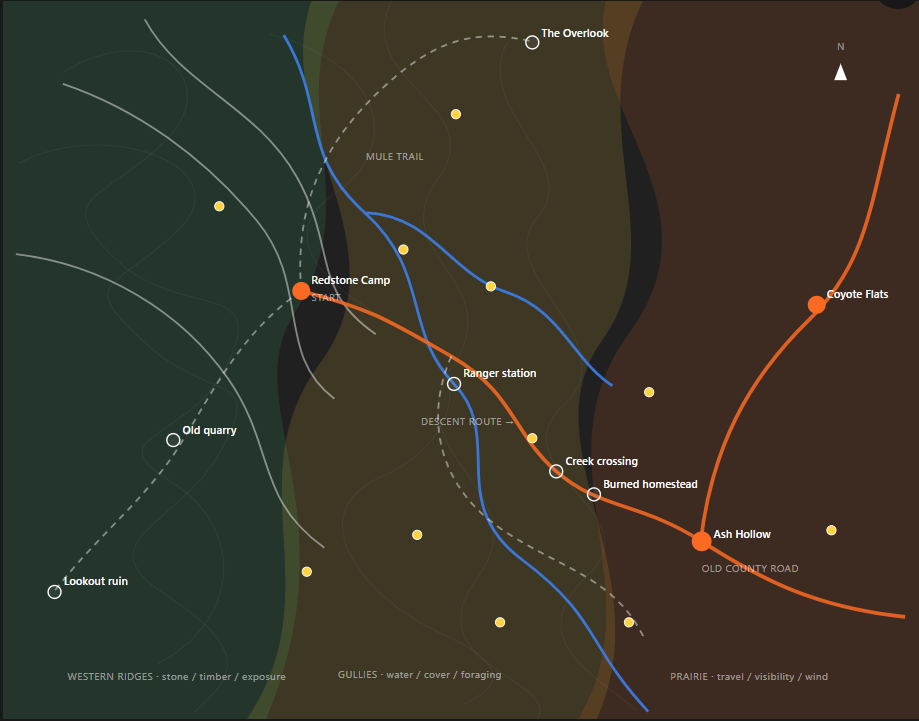 The Overlook
N
MULE TRAIL
Redstone Camp
START
Coyote Flats
Ranger station
DESCENT ROUTE →
Old quarry
Creek crossing
Burned homestead
Ash Hollow
OLD COUNTY ROAD
Lookout ruin
WESTERN RIDGES · stone / timber / exposure
GULLIES · water / cover / foraging
PRAIRIE · travel / visibility / wind